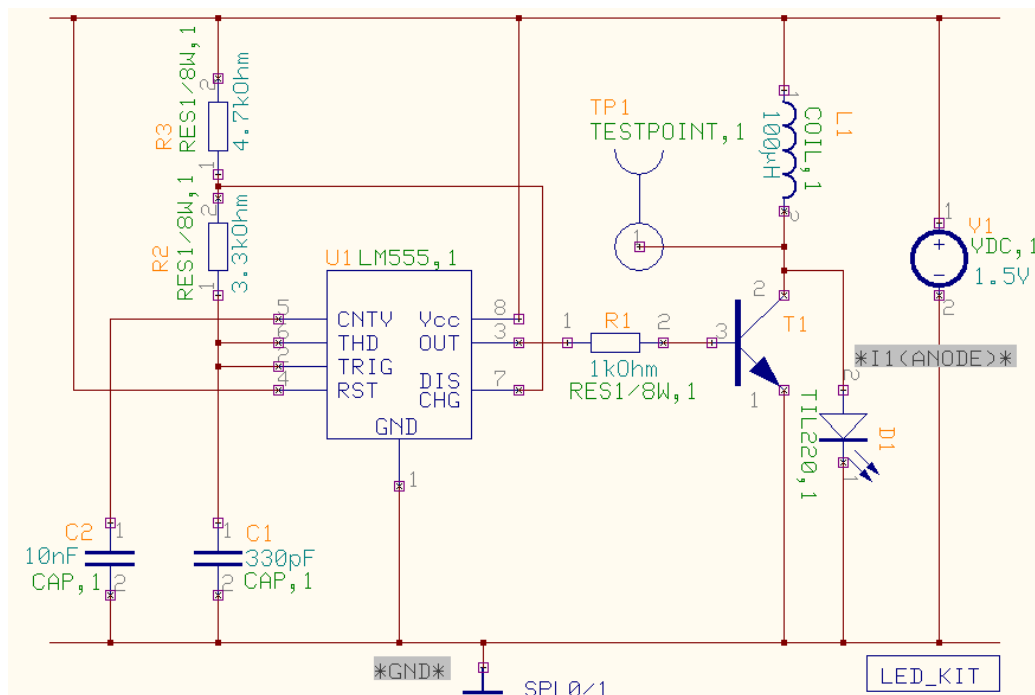 2
R3
RES1/8W,1
4.7kOhm
1
2
R2
RES1/8W,1
3.3kOhm
1
TP1
TESTPOINT,1
1
1
L1
COIL,1
100µH
2
1
V1
VDC,1
1.5V
+
−
2
U1 LM555,1
5
CNTV
Vcc
8
6
THD
OUT
3
2
TRIG
4
RST
DIS
CHG
7
GND
1
1
R1
2
1kOhm
RES1/8W,1
3
2
T1
1
*I1(ANODE)*
2
TIL220,1
D1
1
C2
1
10nF
CAP,1
2
1
C1
330pF
CAP,1
2
*GND*
SPL0/1
LED_KIT